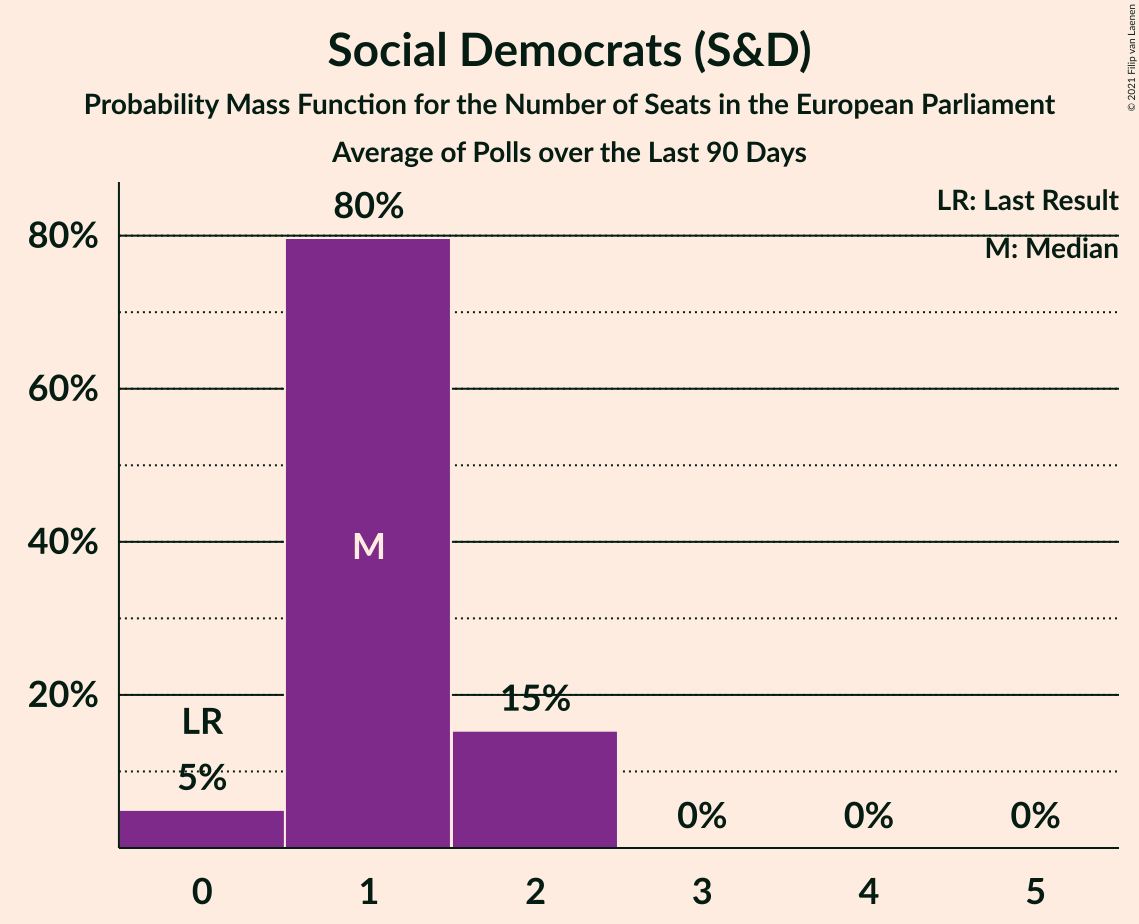 Social Democrats (S&D)
Probability Mass Function for the Number of Seats in the European Parliament
Average of Polls over the Last 90 Days
© 2021 Filip van Laenen
LR: Last Result
M: Median
80%
80%
60%
40%
M
20%
15%
LR
5%
0%
0%
0%
0
1
2
3
4
5